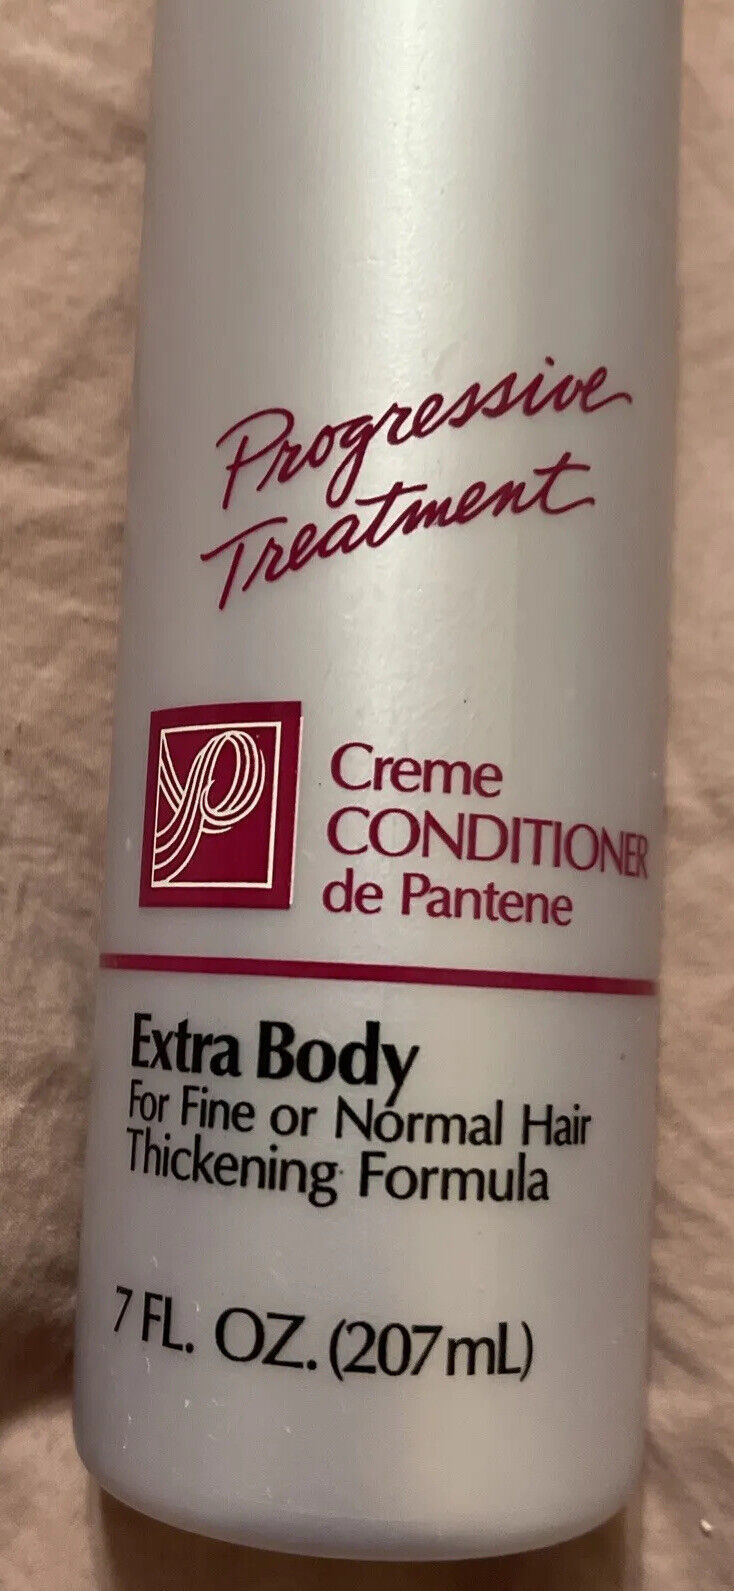 Progressive
Treatment
Creme
CONDITIONER
de Pantene
Extra Body
For Fine or Normal Hair
Thickening Formula
7 FL. OZ. (207mL)